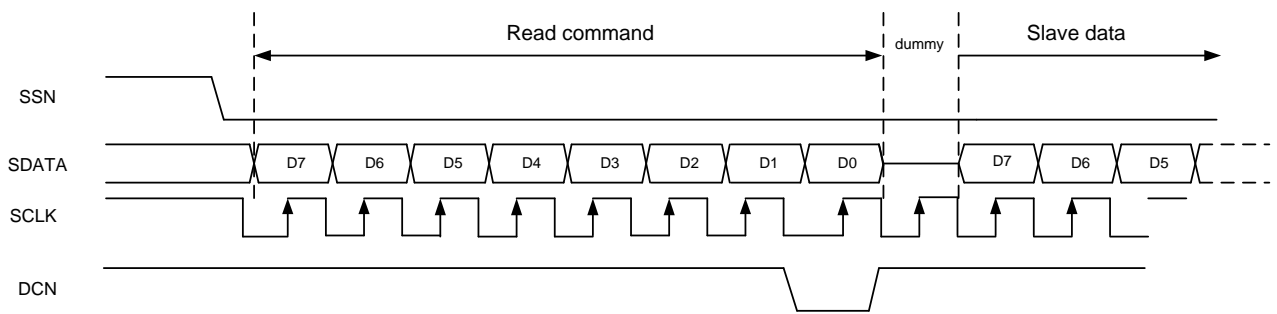 Read command
dummy
Slave data
SSN
SDATA
D7 D6 D5 D4 D3 D2 D1 D0 D7 D6 D5
SCLK
DCN